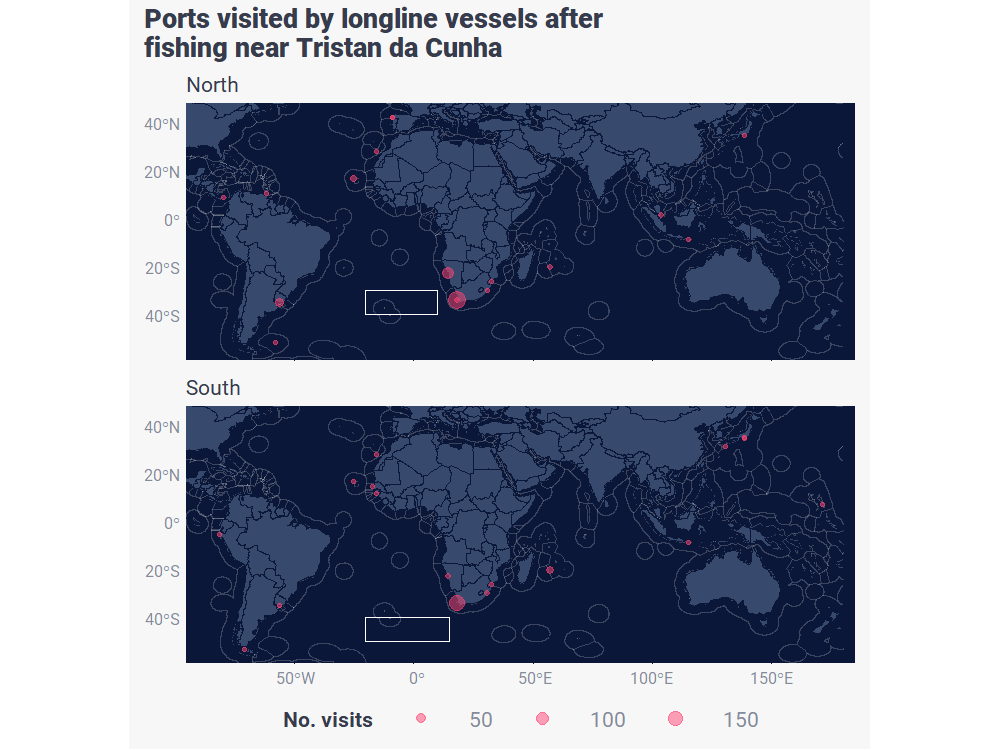 Ports visited by longline vessels after
fishing near Tristan da Cunha
North
40°N
20°N
0°
20°S
40°S
South
40°N
20°N
0°
20°S
40°S
50°W 0° 50°E 100°E 150°E
No. visits 50 100 150